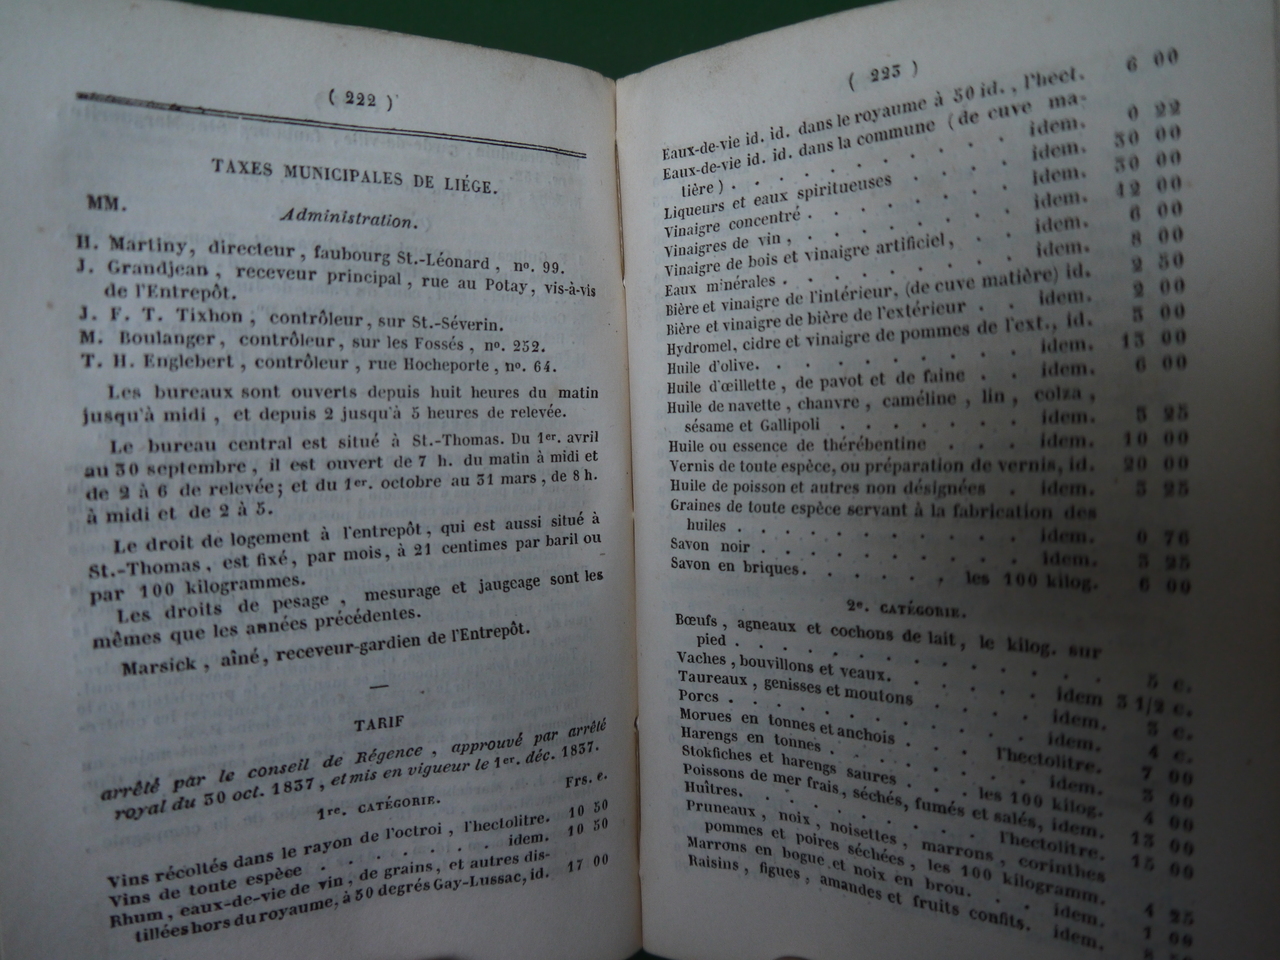 ( 222 )
TAXES MUNICIPALES DE LIÉGE.
MM.
Administration.
H. Martiny, directeur, faubourg St.-Léonard, no. 99.
J. Grandjean, receveur principal, rue au Potay, vis-à-vis
de l'Entrepôt.
J. F. T. Tixhon, contrôleur, sur St.-Séverin.
M. Boulanger, contrôleur, sur les Fossés, no. 252.
T. H. Englebert, contrôleur, rue Hocheporte, no. 64.
Les bureaux sont ouverts depuis huit heures du matin
jusqu'à midi, et depuis 2 jusqu'à 5 heures de relevée.
Le bureau central est situé à St.-Thomas. Du 1er. avril
au 30 septembre, il est ouvert de 7 h. du matin à midi et
de 2 à 6 de relevée; et du 1er. octobre au 31 mars, de 8 h.
à midi et de 2 à 5.
Le droit de logement à l'entrepôt, qui est aussi situé à
St.-Thomas, est fixé, par mois, à 21 centimes par baril ou
par 100 kilogrammes.
Les droits de pesage, mesurage et jaugeage sont les
mêmes que les années précédentes.
Marsick, aîné, receveur-gardien de l'Entrepôt.
TARIF
arrêté par le conseil de Régence, approuvé par arrêté
royal du 30 oct. 1837, et mis en vigueur le 1er. déc. 1837.
1re. CATÉGORIE. Frs. c.
Vins récoltés dans le rayon de l'octroi, l'hectolitre. 10 50
Vins de toute espèce . . . . . . idem. 10 50
Rhum, eaux-de-vie de vin, de grains, et autres dis-
tillées hors du royaume, à 50 degrés Gay-Lussac, id. 17 00
( 223 )
Eaux-de-vie id. id. dans le royaume à 50 id., l'hect. 6 00
Eaux-de-vie id. id. dans la commune (de cuve ma-
tière) . . . . . . . . . idem. 0 22
Liqueurs et eaux spiritueuses . . . . idem. 30 00
Vinaigre concentré . . . . . . idem. 30 00
Vinaigres de vin, . . . . . . idem. 12 00
Vinaigre de bois et vinaigre artificiel, . . idem. 6 00
Eaux minérales . . . . . . . idem. 8 00
Bière et vinaigre de l'intérieur, (de cuve matière) id. 2 50
Bière et vinaigre de bière de l'extérieur . . idem. 2 00
Hydromel, cidre et vinaigre de pommes de l'ext., id. 5 00
Huile d'olive. . . . . . . . idem. 13 00
Huile d'œillette, de pavot et de faine . . idem. 6 00
Huile de navette, chanvre, caméline, lin, colza,
sésame et Gallipoli . . . . . . idem. 3 25
Huile ou essence de thérébentine . . . idem. 10 00
Vernis de toute espèce, ou préparation de vernis, id. 20 00
Huile de poisson et autres non désignées . idem. 3 25
Graines de toute espèce servant à la fabrication des
huiles . . . . . . . . . idem. 0 76
Savon noir . . . . . . . . idem. 3 25
Savon en briques. . . . . , les 100 kilog. 6 00
2e. CATÉGORIE.
Bœufs, agneaux et cochons de lait, le kilog. sur
pied . . . . . . . . . . . 5 c.
Vaches, bouvillons et veaux. . . . . . idem 3 1/2 c.
Taureaux, genisses et moutons . . . . idem. 3 c.
Porcs . . . . . . . . . . idem. 4 c.
Morues en tonnes et anchois . . . l'hectolitre. 7 00
Harengs en tonnes . . . . . . idem. 3 00
Stokfiches et harengs saures . . . les 100 kilog. 4 00
Poissons de mer frais, séchés, fumés et salés, idem. 13 00
Huîtres. . . . . . . . . l'hectolitre. 15 00
Pruneaux, noix, noisettes, marrons, corinthes
pommes et poires séchées, les 100 kilogramm. 4 25
Marrons en bogue et noix en brou. . . idem. 1 00
Raisins, figues, amandes et fruits confits. idem.